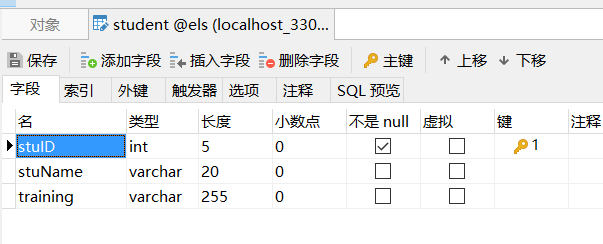 对象 student @els (localhost_330...
保存 添加字段 插入字段 删除字段 主键 上移 下移
字段 索引 外键 触发器 选项 注释 SQL 预览
名 类型 长度 小数点 不是 null 虚拟 键 注释
stuID int 5 0 1
stuName varchar 20 0
training varchar 255 0